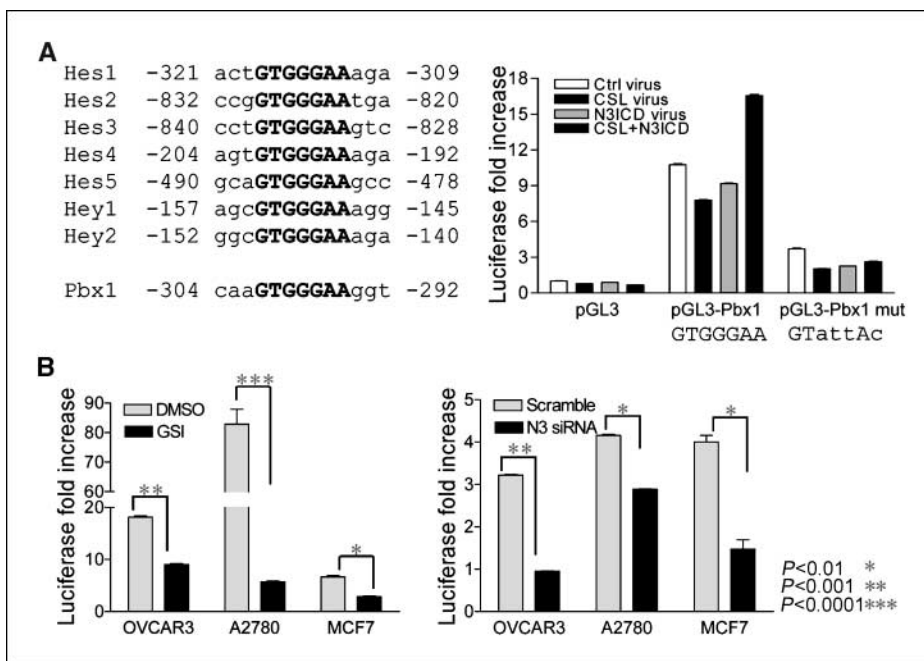 A
Hes1 -321 actGTGGGAAaga -309
Hes2 -832 ccgGTGGGAAtga -820
Hes3 -840 cctGTGGGAAgtc -828
Hes4 -204 agtGTGGGAAaga -192
Hes5 -490 gcaGTGGGAAgcc -478
Hey1 -157 agcGTGGGAAagg -145
Hey2 -152 ggcGTGGGAAaga -140
Pbx1 -304 caaGTGGGAAggt -292
Luciferase fold increase
18
15
12
9
6
3
0
Ctrl virus
CSL virus
N3ICD virus
CSL+N3ICD
pGL3 pGL3-Pbx1 pGL3-Pbx1 mut
GTGGGAA GTattAc
B
Luciferase fold increase
90
80
70
60
20
10
0
DMSO
GSI
**
***
*
OVCAR3 A2780 MCF7
Luciferase fold increase
5
4
3
2
1
0
Scramble
N3 siRNA
**
*
*
OVCAR3 A2780 MCF7
P<0.01 *
P<0.001 **
P<0.0001 ***